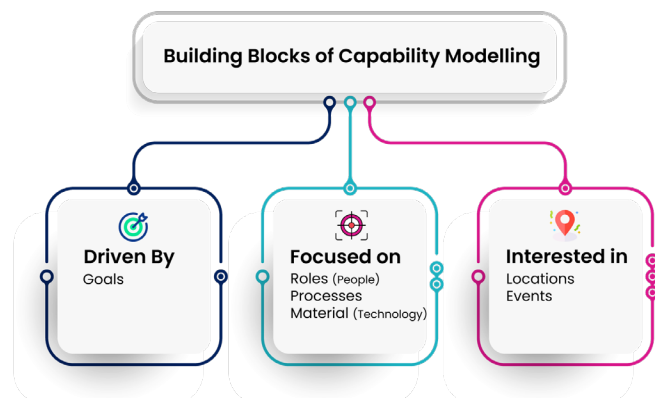 Building Blocks of Capability Modelling
Driven By
Goals
Focused on
Roles (People)
Processes
Material (Technology)
Interested in
Locations
Events